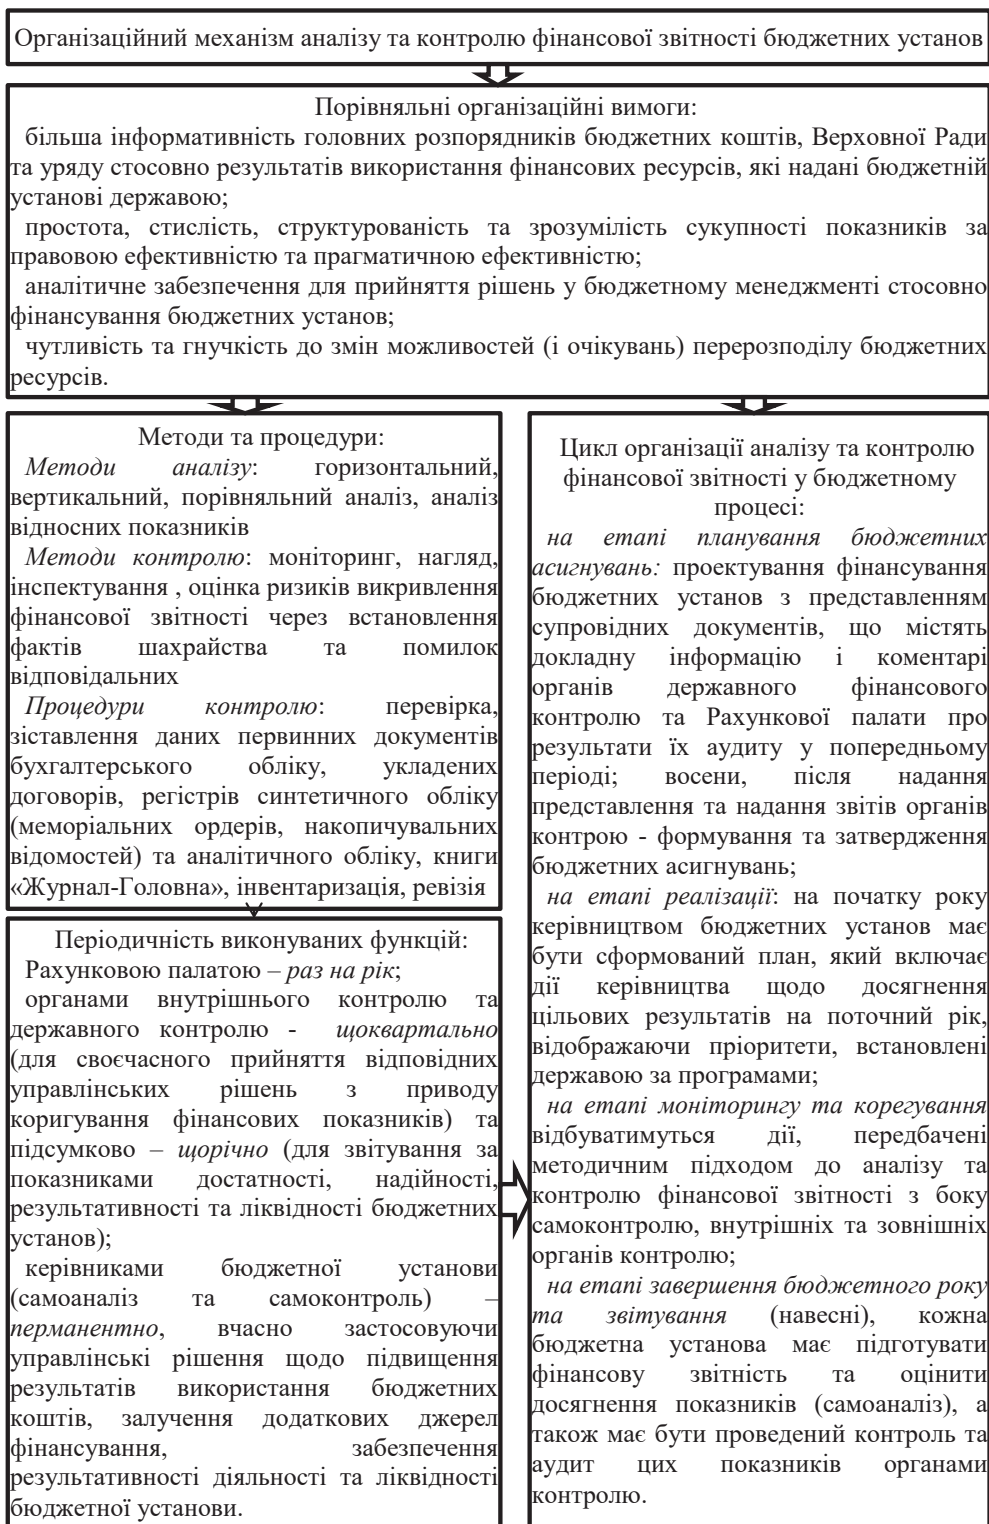 Організаційний механізм аналізу та контролю фінансової звітності бюджетних установ
Порівняльні організаційні вимоги:
більша інформативність головних розпорядників бюджетних коштів, Верховної Ради
та уряду стосовно результатів використання фінансових ресурсів, які надані бюджетній
установі державою;
простота, стислість, структурованість та зрозумілість сукупності показників за
правовою ефективністю та прагматичною ефективністю;
аналітичне забезпечення для прийняття рішень у бюджетному менеджменті стосовно
фінансування бюджетних установ;
чутливість та гнучкість до змін можливостей (і очікувань) перерозподілу бюджетних
ресурсів.
Методи та процедури:
Методи аналізу: горизонтальний,
вертикальний, порівняльний аналіз, аналіз
відносних показників
Методи контролю: моніторинг, нагляд,
інспектування , оцінка ризиків викривлення
фінансової звітності через встановлення
фактів шахрайства та помилок
відповідальних
Процедури контролю: перевірка,
зіставлення даних первинних документів
бухгалтерського обліку, укладених
договорів, регістрів синтетичного обліку
(меморіальних ордерів, накопичувальних
відомостей) та аналітичного обліку, книги
«Журнал-Головна», інвентаризація, ревізія
Періодичність виконуваних функцій:
Рахунковою палатою – раз на рік;
органами внутрішнього контролю та
державного контролю - щоквартально
(для своєчасного прийняття відповідних
управлінських рішень з приводу
коригування фінансових показників) та
підсумково – щорічно (для звітування за
показниками достатності, надійності,
результативності та ліквідності бюджетних
установ);
керівниками бюджетної установи
(самоаналіз та самоконтроль) –
перманентно, вчасно застосовуючи
управлінські рішення щодо підвищення
результатів використання бюджетних
коштів, залучення додаткових джерел
фінансування, забезпечення
результативності діяльності та ліквідності
бюджетної установи.
Цикл організації аналізу та контролю
фінансової звітності у бюджетному
процесі:
на етапі планування бюджетних
асигнувань: проектування фінансування
бюджетних установ з представленням
супровідних документів, що містять
докладну інформацію і коментарі
органів державного фінансового
контролю та Рахункової палати про
результати їх аудиту у попередньому
періоді; восени, після надання
представлення та надання звітів органів
контрою - формування та затвердження
бюджетних асигнувань;
на етапі реалізації: на початку року
керівництвом бюджетних установ має
бути сформований план, який включає
дії керівництва щодо досягнення
цільових результатів на поточний рік,
відображаючи пріоритети, встановлені
державою за програмами;
на етапі моніторингу та корегування
відбуватимуться дії, передбачені
методичним підходом до аналізу та
контролю фінансової звітності з боку
самоконтролю, внутрішніх та зовнішніх
органів контролю;
на етапі завершення бюджетного року
та звітування (навесні), кожна
бюджетна установа має підготувати
фінансову звітність та оцінити
досягнення показників (самоаналіз), а
також має бути проведений контроль та
аудит цих показників органами
контролю.